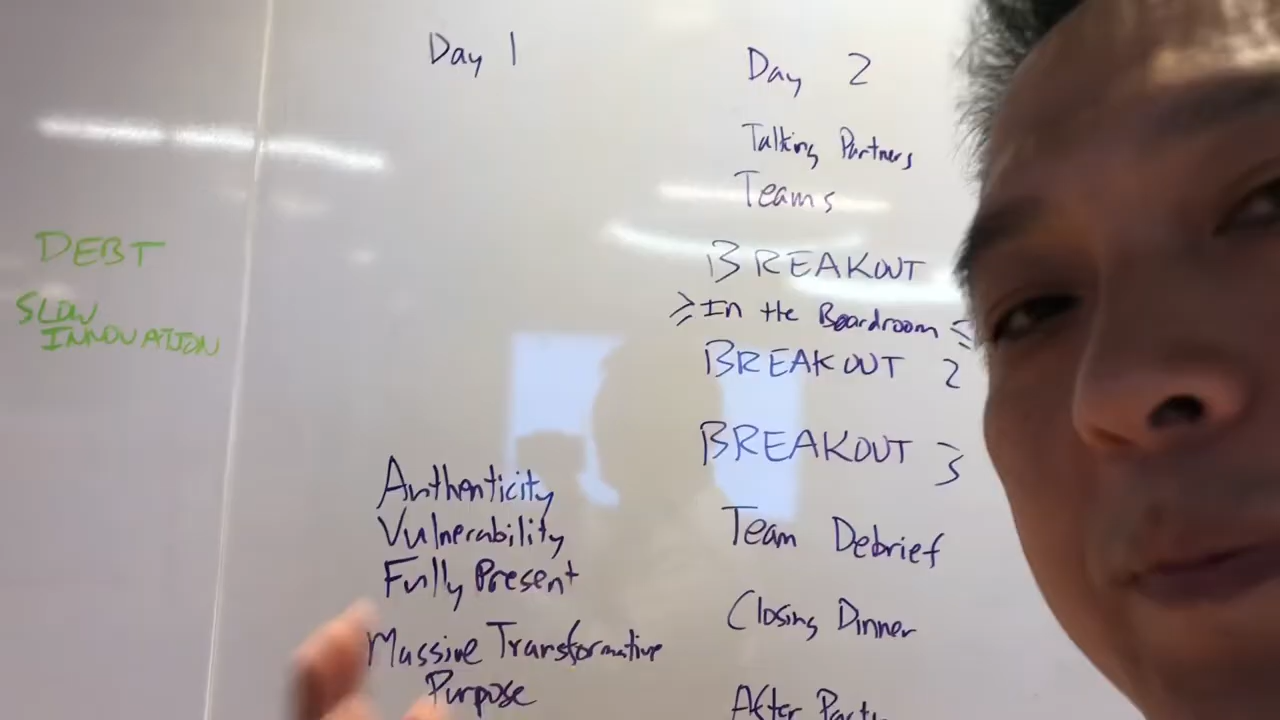 DEBT
SLOW
INNOVATION
Day 1
Authenticity
Vulnerability
Fully Present
Massive Transformative
Purpose
Day 2
Talking Partners
Teams
BREAKOUT
In the Boardroom
BREAKOUT 2
BREAKOUT 3
Team Debrief
Closing Dinner
After Party